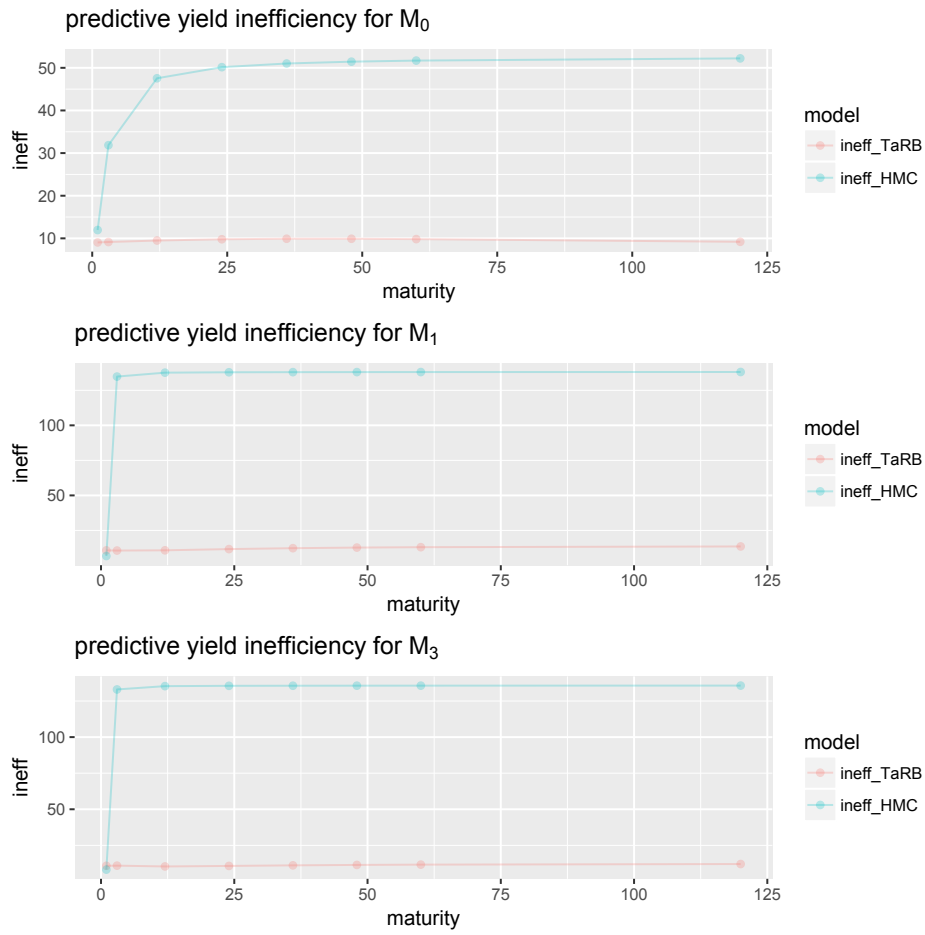 predictive yield inefficiency for M₀
50
40
30
20
10
ineff
0 25 50 75 100 125
maturity
model
ineff_TaRB
ineff_HMC
predictive yield inefficiency for M₁
100
50
ineff
0 25 50 75 100 125
maturity
model
ineff_TaRB
ineff_HMC
predictive yield inefficiency for M₃
100
50
ineff
0 25 50 75 100 125
maturity
model
ineff_TaRB
ineff_HMC